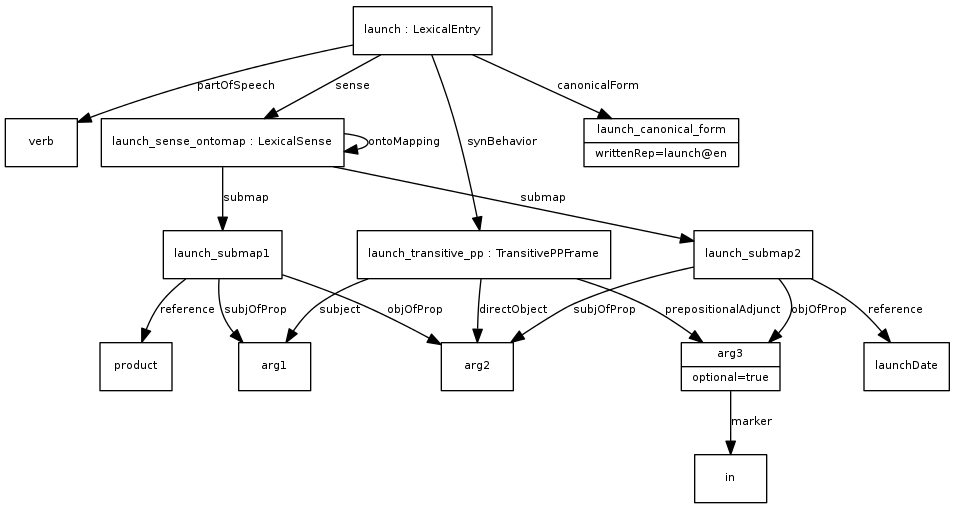 launch : LexicalEntry
partOfSpeech
sense
canonicalForm
verb
launch_sense_ontomap : LexicalSense
ontoMapping
synBehavior
launch_canonical_form
writtenRep=launch@en
submap
submap
launch_submap1
launch_transitive_pp : TransitivePPFrame
launch_submap2
reference
subjOfProp
subject
objOfProp
directObject
subjOfProp
prepositionalAdjunct
objOfProp
reference
product
arg1
arg2
arg3
optional=true
launchDate
marker
in